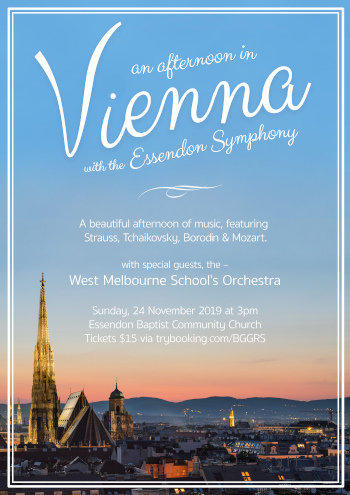 an afternoon in
Vienna
with the Essendon Symphony
A beautiful afternoon of music, featuring
Strauss, Tchaikovsky, Borodin & Mozart.
with special guests, the –
West Melbourne School's Orchestra
Sunday, 24 November 2019 at 3pm
Essendon Baptist Community Church
Tickets $15 via trybooking.com/BGGRS